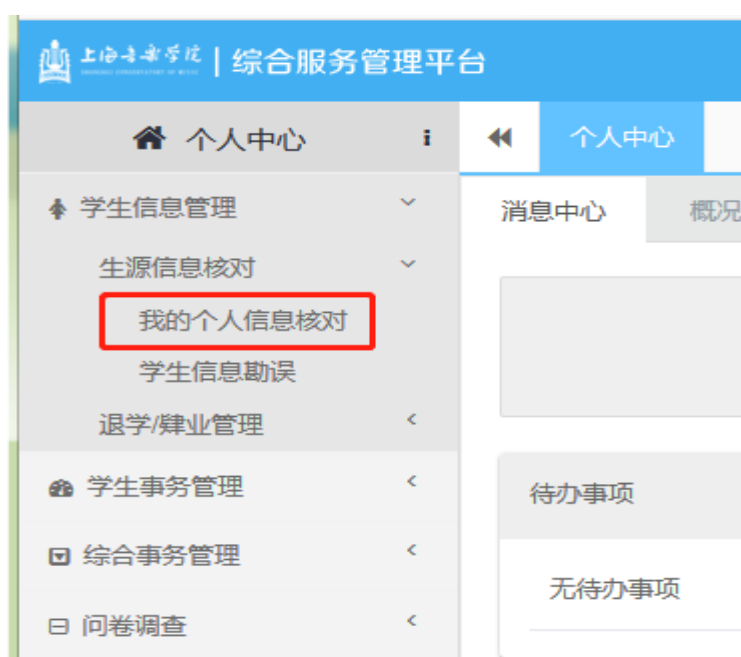 上海音乐学院 | 综合服务管理平台
个人中心
个人中心
学生信息管理
消息中心
概况
生源信息核对
我的个人信息核对
学生信息勘误
退学/肄业管理
学生事务管理
待办事项
综合事务管理
无待办事项
问卷调查